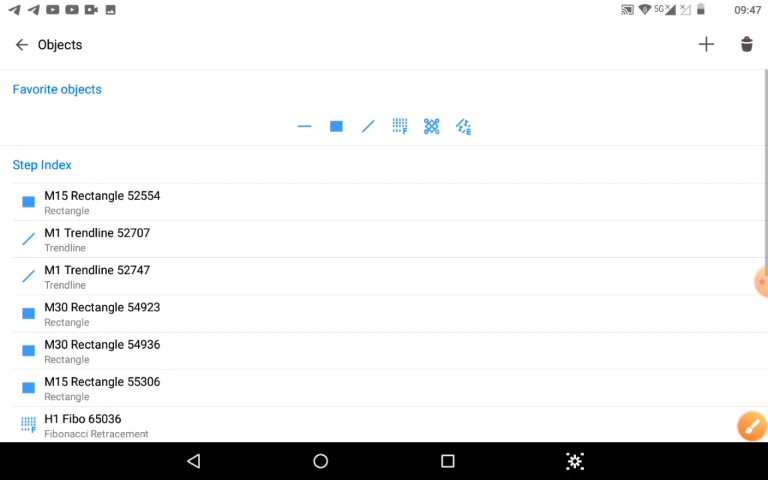 5G 09:47
Objects
Favorite objects
Step Index
M15 Rectangle 52554
Rectangle
M1 Trendline 52707
Trendline
M1 Trendline 52747
Trendline
M30 Rectangle 54923
Rectangle
M30 Rectangle 54936
Rectangle
M15 Rectangle 55306
Rectangle
H1 Fibo 65036
Fibonacci Retracement